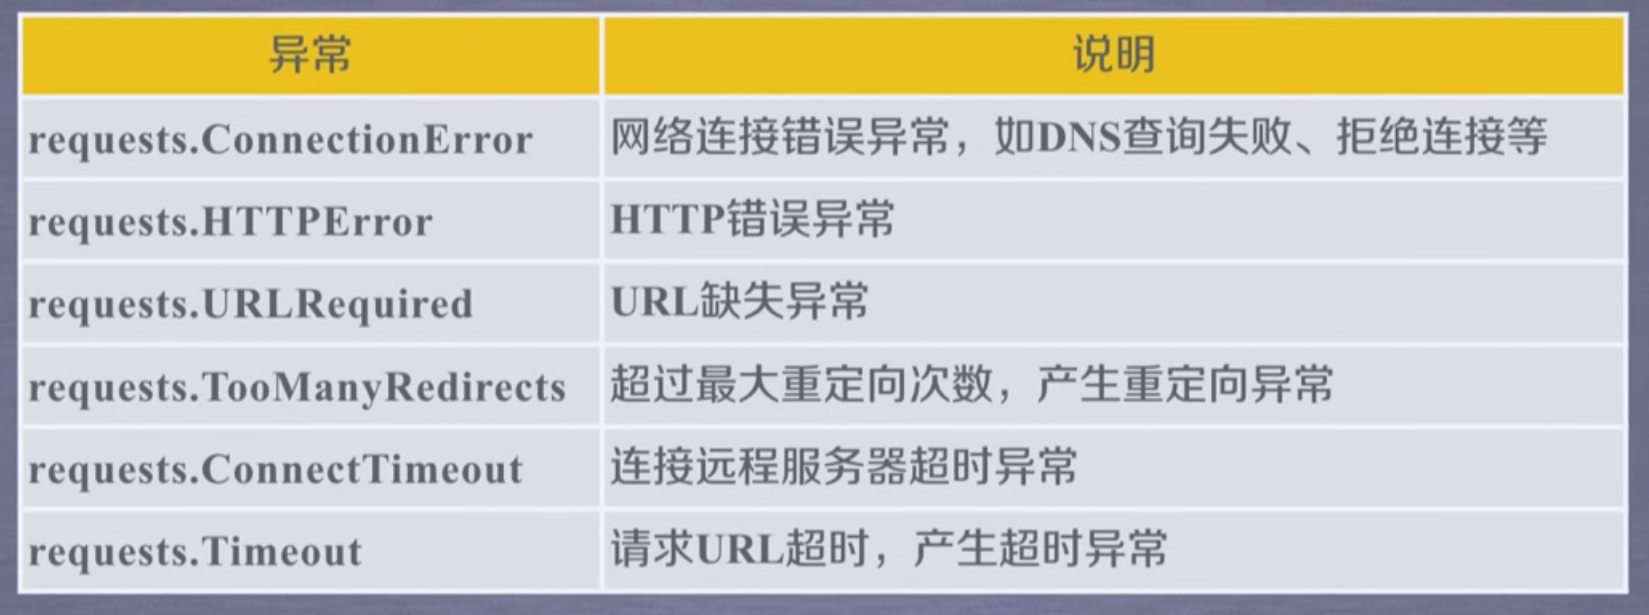 异常 说明
requests.ConnectionError 网络连接错误异常，如DNS查询失败、拒绝连接等
requests.HTTPError HTTP错误异常
requests.URLRequired URL缺失异常
requests.TooManyRedirects 超过最大重定向次数，产生重定向异常
requests.ConnectTimeout 连接远程服务器超时异常
requests.Timeout 请求URL超时，产生超时异常